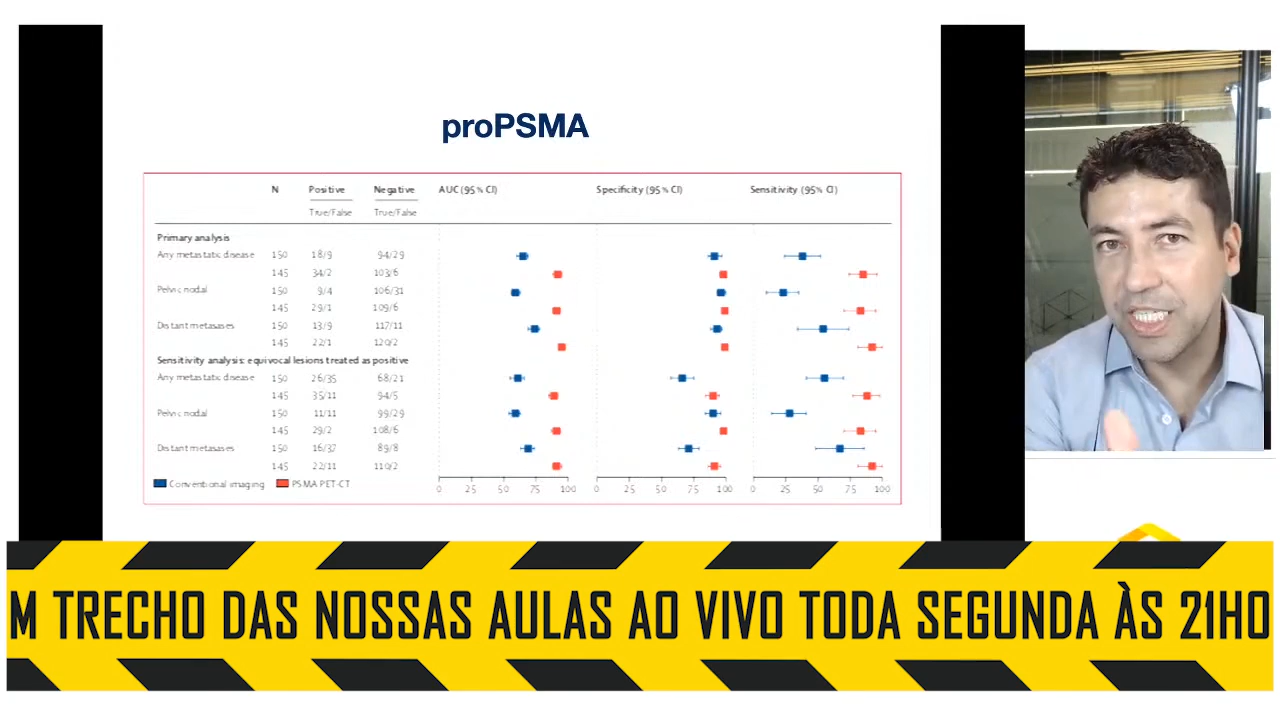 proPSMA
N Positive Negative AUC (95% CI) Specificity (95% CI) Sensitivity (95% CI)
True/False True/False
Primary analysis
Any metastatic disease 150 18/9 94/29
145 34/2 103/6
Pelvic nodal 150 9/4 106/31
145 29/1 109/6
Distant metasases 150 13/9 117/11
145 22/1 120/2
Sensitivity analysis: equivocal lesions treated as positive
Any metastatic disease 150 26/35 68/21
145 35/11 94/5
Pelvic nodal 150 11/11 99/29
145 29/2 108/6
Distant metasases 150 16/37 89/8
145 22/11 110/2
Conventional imaging PSMA PET-CT
0 25 50 75 100 0 25 50 75 100 0 25 50 75 100
M TRECHO DAS NOSSAS AULAS AO VIVO TODA SEGUNDA ÀS 21HO